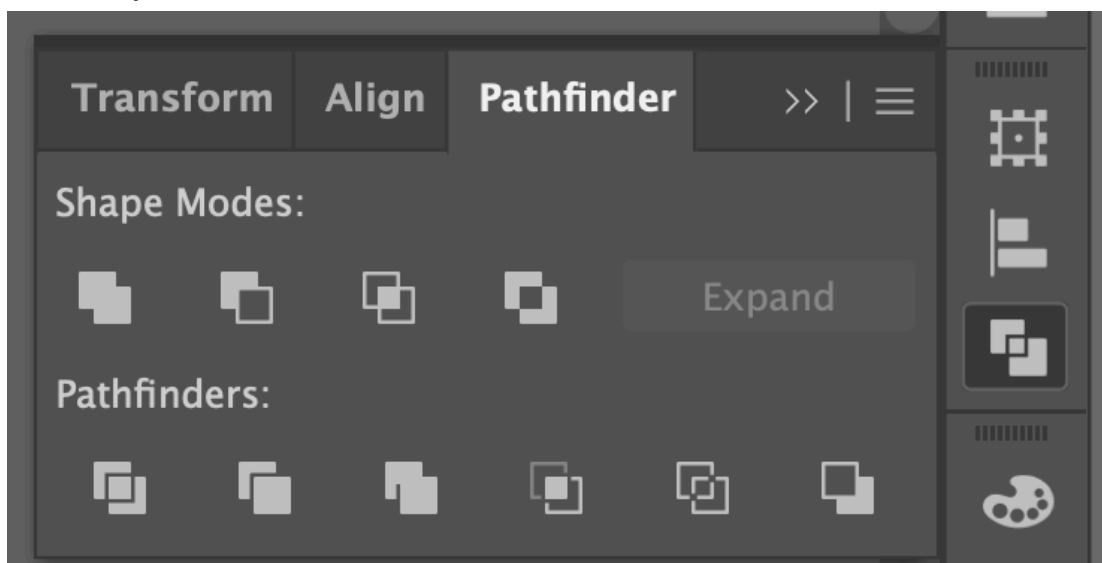 Transform Align Pathfinder >> | ≡
Shape Modes:
Expand
Pathfinders: